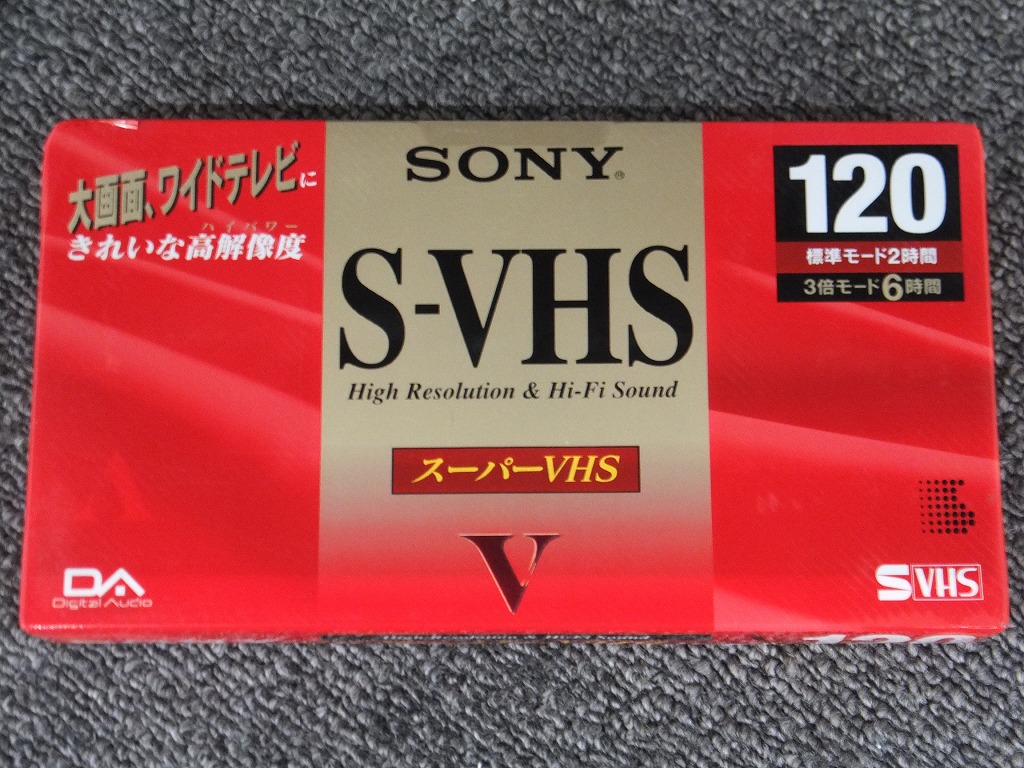 大画面、ワイドテレビに
ハイパワー
きれいな高解像度
SONY®
S-VHS
High Resolution & Hi-Fi Sound
スーパーVHS
V
120
標準モード2時間
3倍モード6時間
DA
Digital Audio
S VHS
120